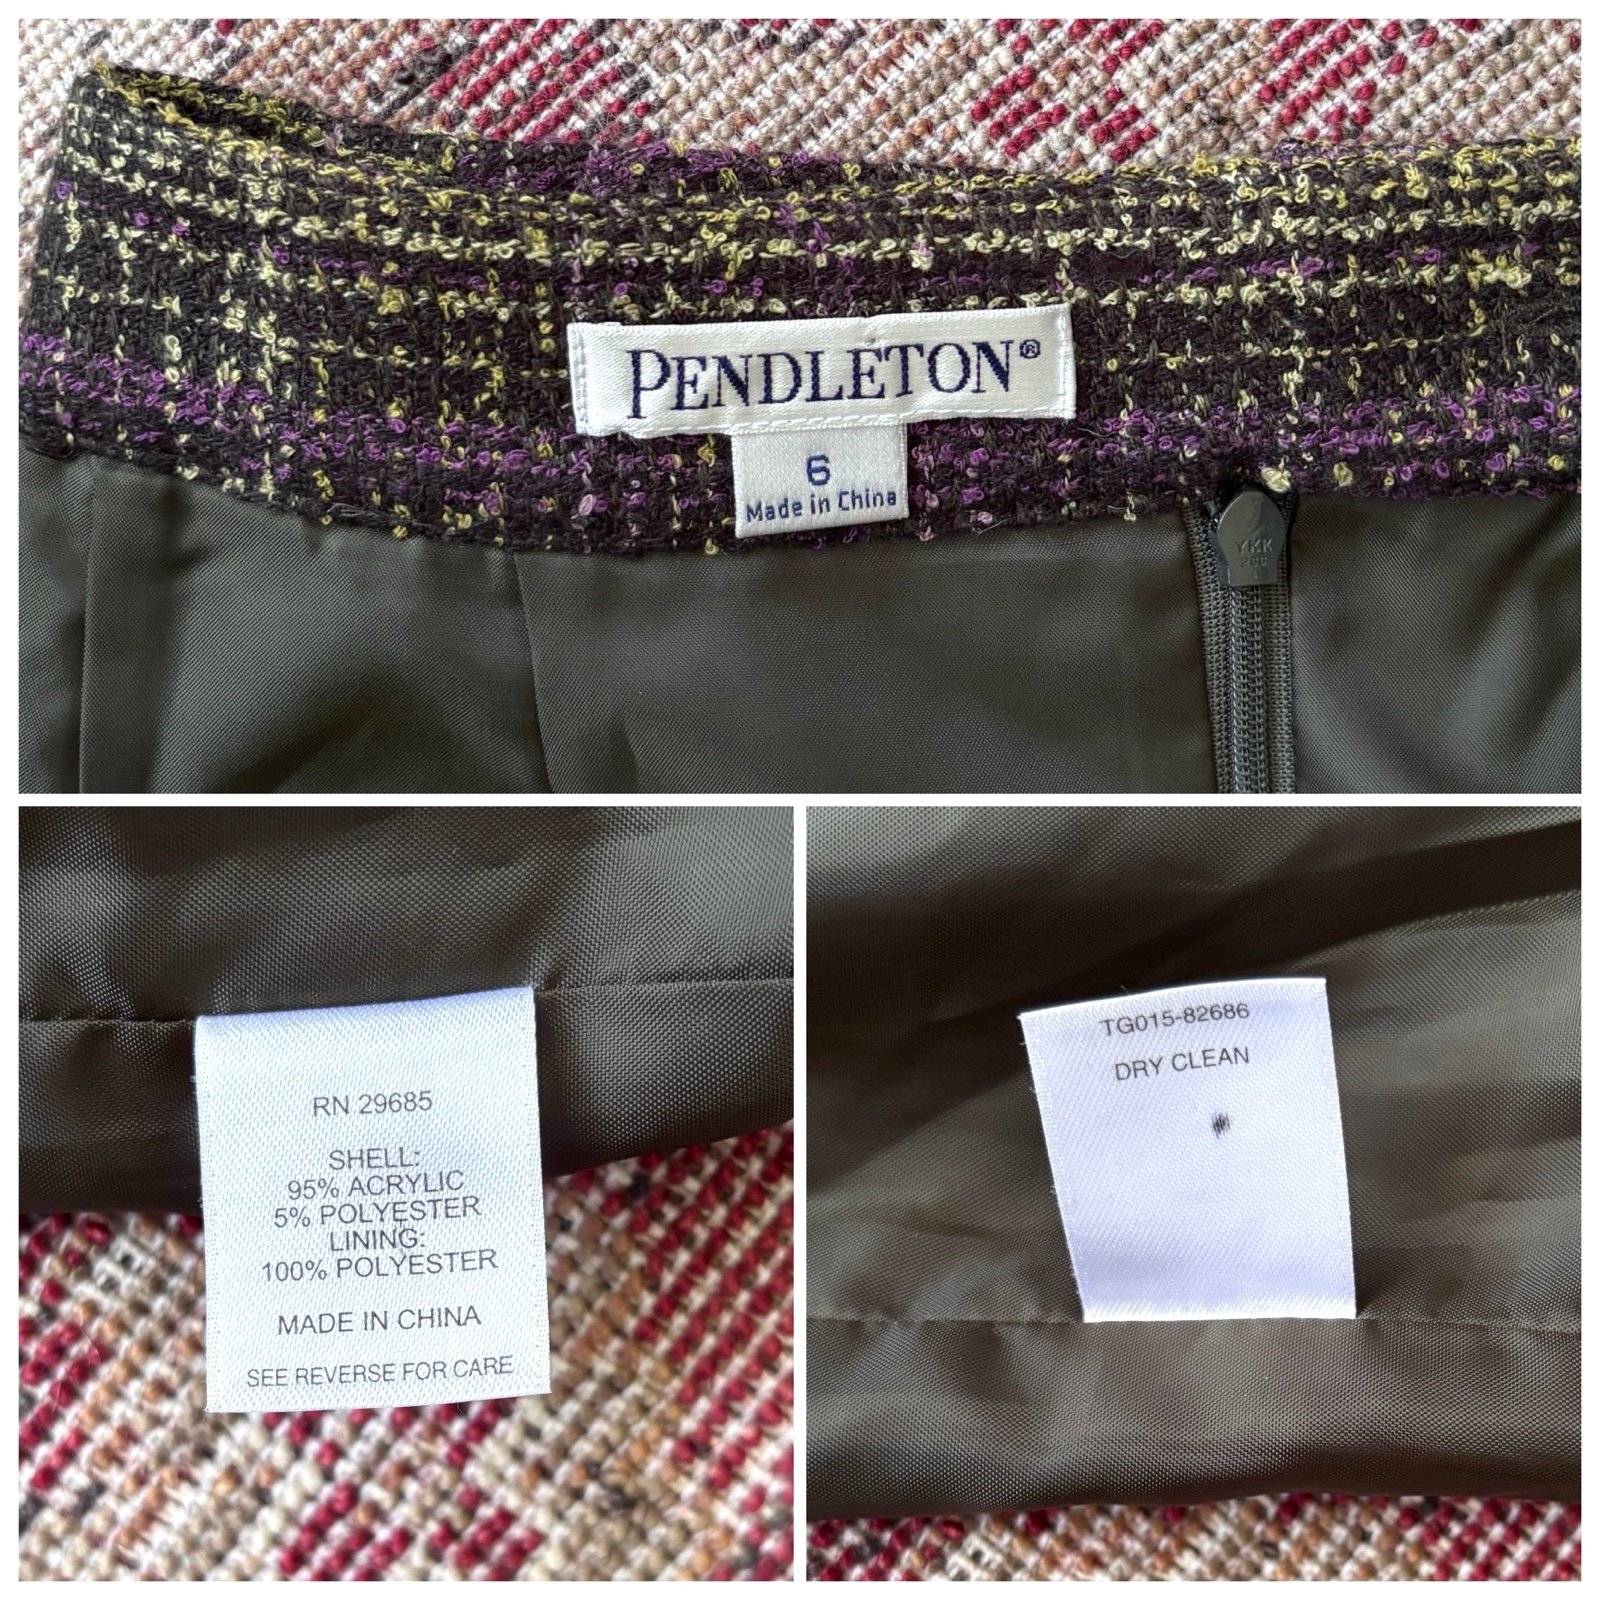 PENDLETON®
6
Made in China
YKK
RN 29685
SHELL:
95% ACRYLIC
5% POLYESTER
LINING:
100% POLYESTER
MADE IN CHINA
SEE REVERSE FOR CARE
TG015-82686
DRY CLEAN